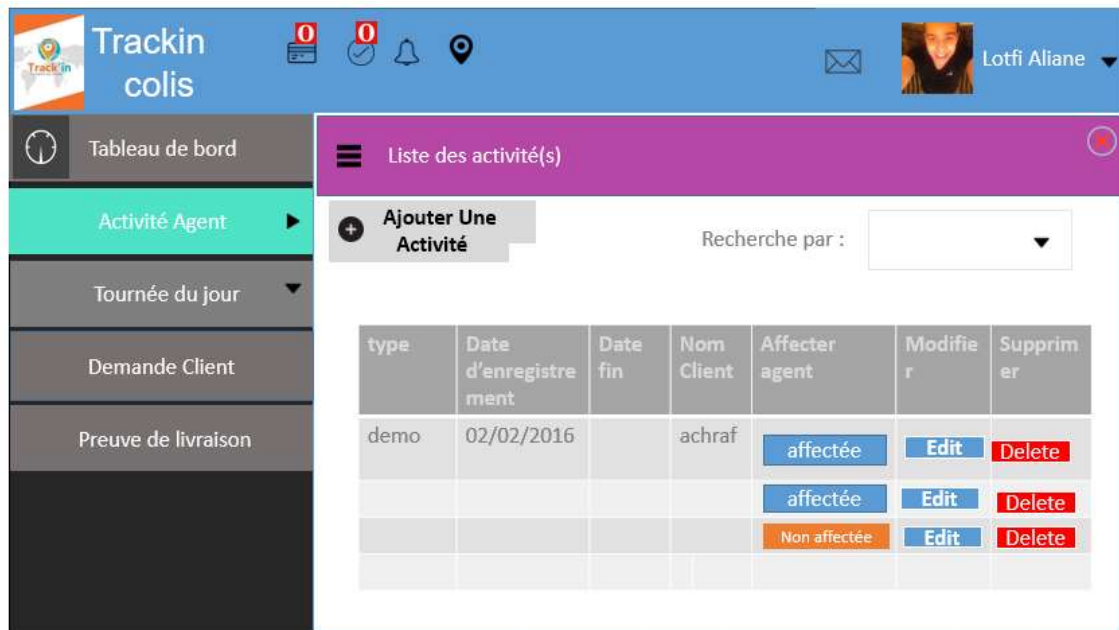 Track'in
Trackin
colis
0
0
Lotfi Aliane
Tableau de bord
Activité Agent
Tournée du jour
Demande Client
Preuve de livraison
Liste des activité(s)
Ajouter Une
Activité
Recherche par :
type
Date
d’enregistre
ment
Date
fin
Nom
Client
Affecter
agent
Modifie
r
Supprim
er
demo
02/02/2016
achraf
affectée
Edit
Delete
affectée
Edit
Delete
Non affectée
Edit
Delete